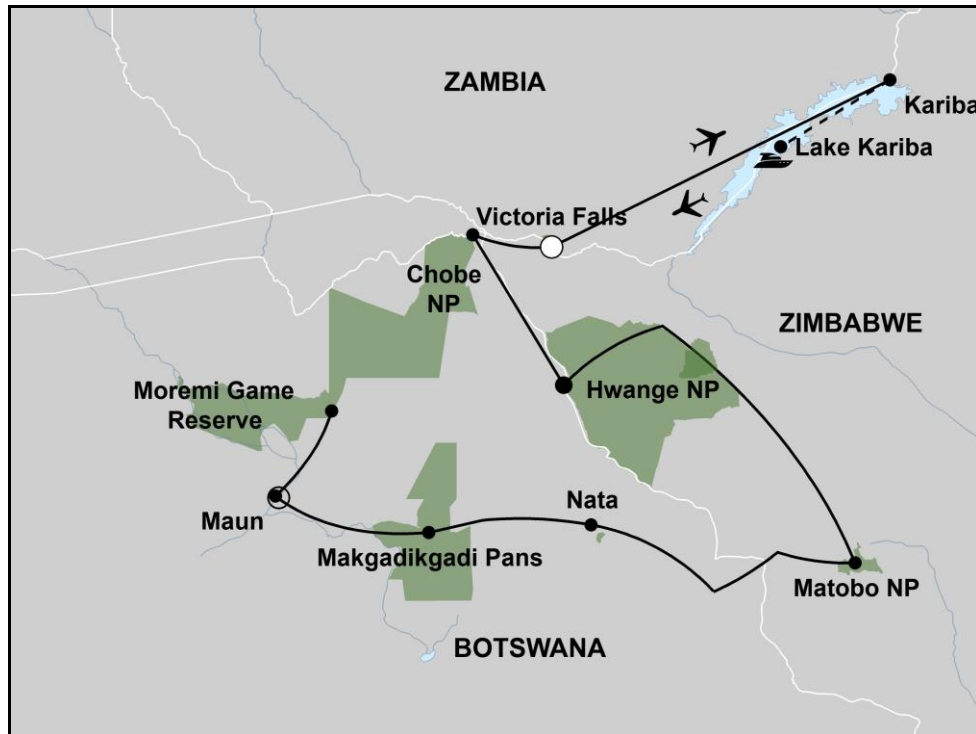 ZAMBIA
Kariba
Lake Kariba
Victoria Falls
Chobe
NP
ZIMBABWE
Hwange NP
Moremi Game
Reserve
Nata
Maun
Makgadikgadi Pans
Matobo NP
BOTSWANA